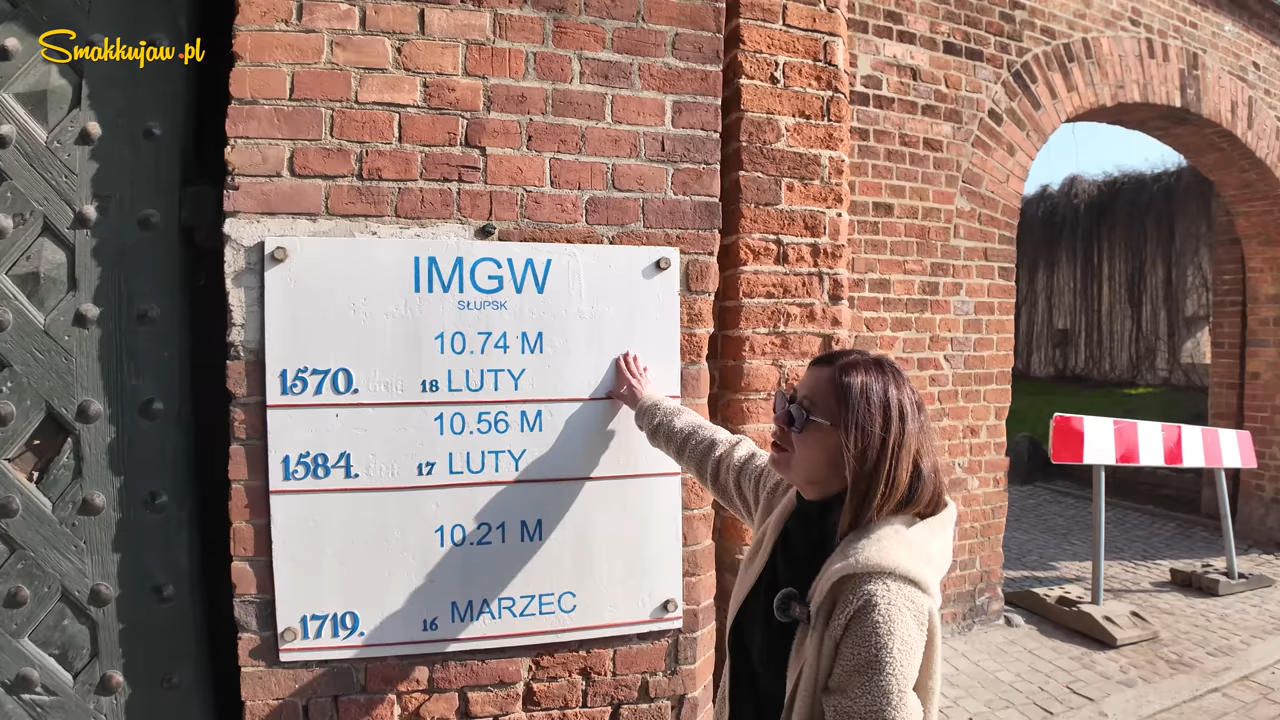 Smakkujaw.pl
IMGW
SŁUPSK
10.74 M
1570. dnia 18 LUTY
10.56 M
1584. 17 LUTY
10.21 M
1719. 16 MARZEC